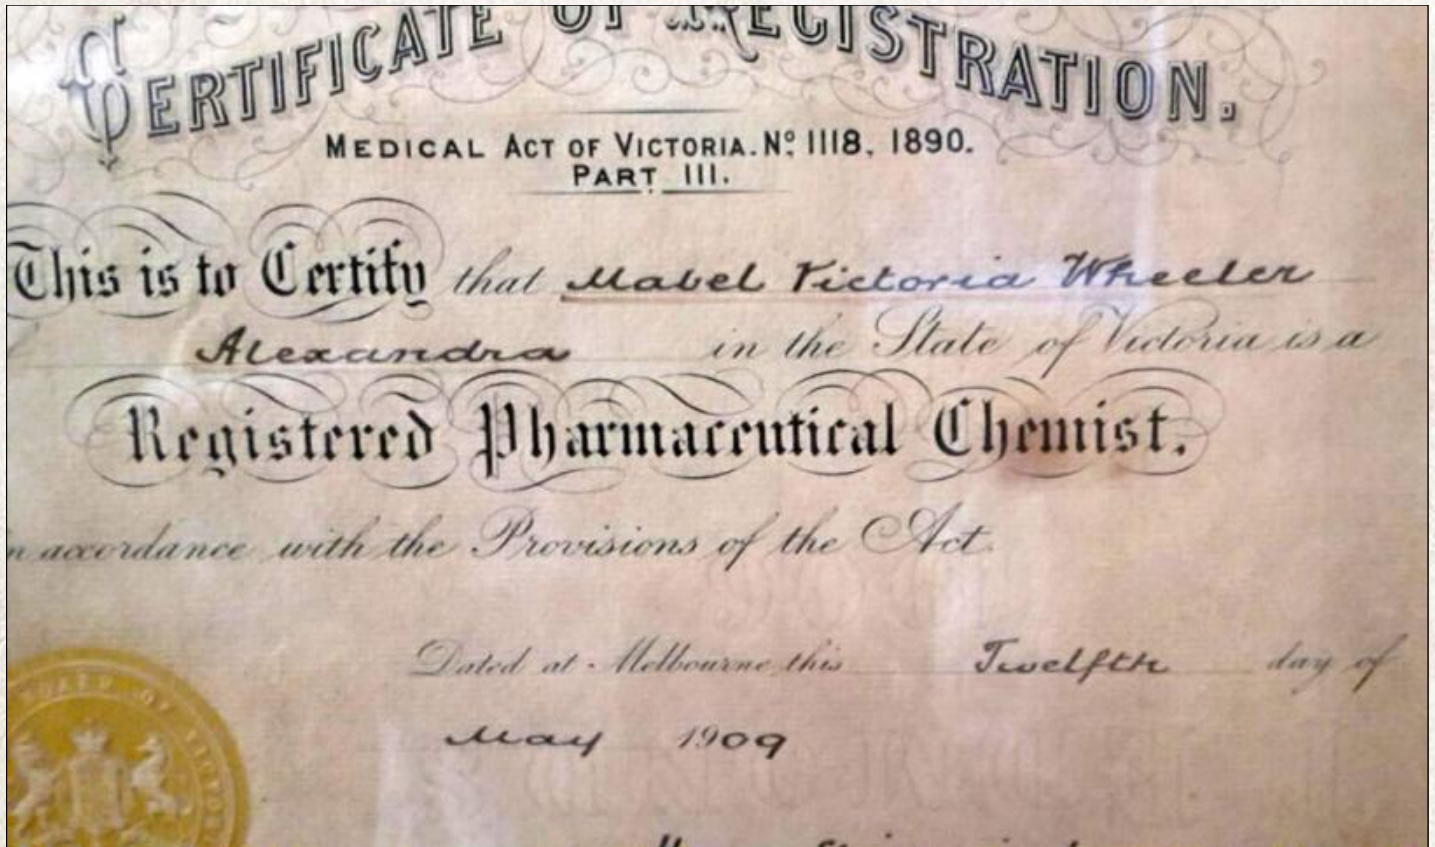 CERTIFICATE OF REGISTRATION.
MEDICAL ACT OF VICTORIA. Nº 1118, 1890.
PART III.
This is to Certify that Mabel Victoria Wheeler
Alexandra in the State of Victoria is a
Registered Pharmaceutical Chemist.
accordance with the Provisions of the Act.
Dated at Melbourne this Twelfth day of
May 1909
OF